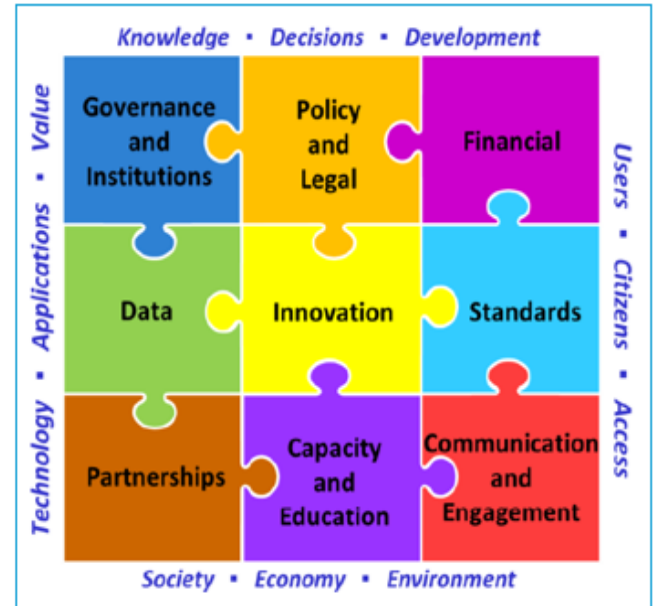 Knowledge ▪ Decisions ▪ Development
Technology ▪ Applications ▪ Value
Governance
and
Institutions
Policy
and
Legal
Financial
Users ▪ Citizens ▪ Access
Data
Innovation
Standards
Partnerships
Capacity
and
Education
Communication
and
Engagement
Society ▪ Economy ▪ Environment